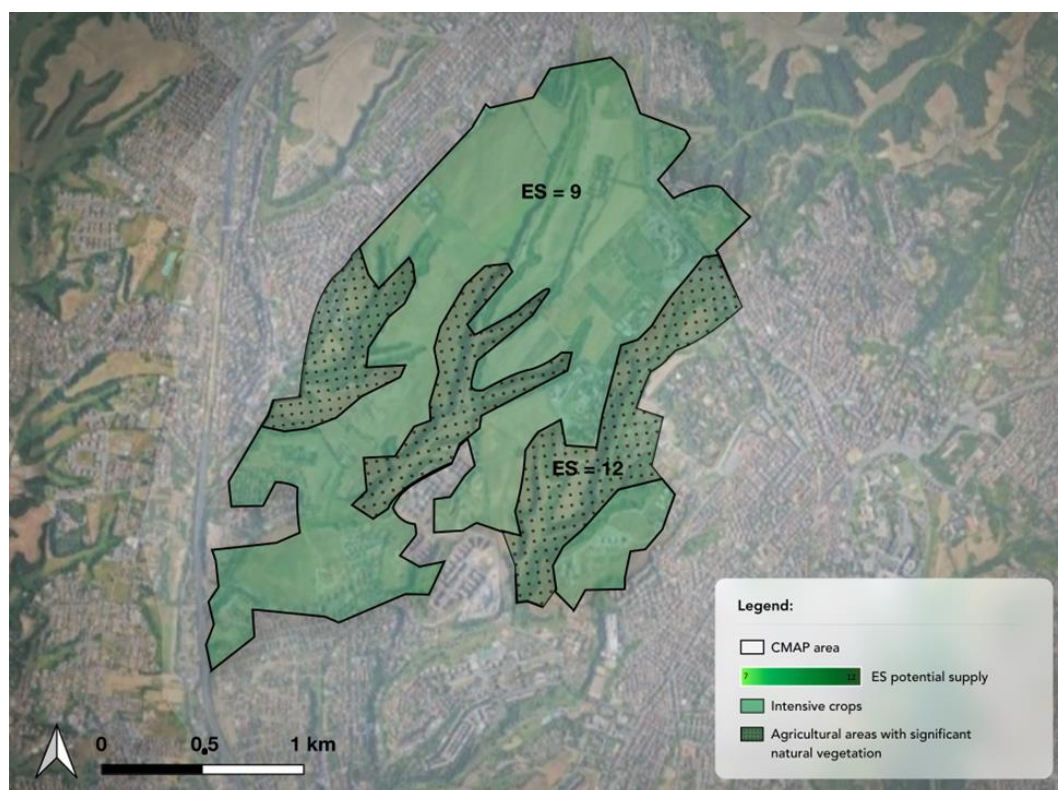 ES = 9
ES = 12
Legend:
CMAP area
7 12 ES potential supply
Intensive crops
Agricultural areas with significant
natural vegetation
0 0.5 1 km